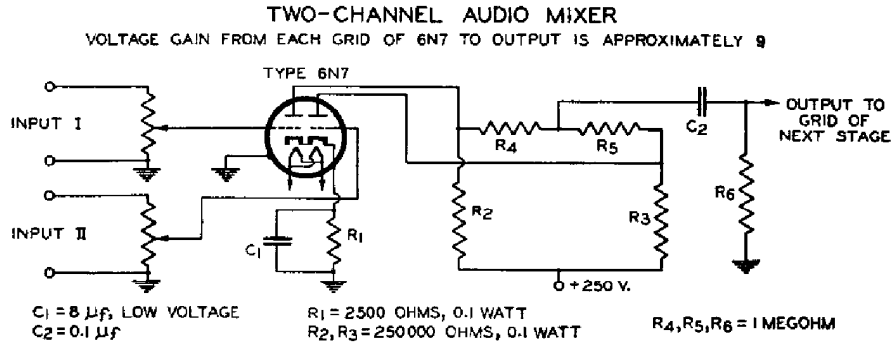 TWO-CHANNEL AUDIO MIXER
VOLTAGE GAIN FROM EACH GRID OF 6N7 TO OUTPUT IS APPROXIMATELY 9
TYPE 6N7
INPUT I
C2
OUTPUT TO
GRID OF
NEXT STAGE
R4
R5
R6
R2
R3
INPUT II
C1
R1
+250 V.
C1 = 8 μf, LOW VOLTAGE
C2 = 0.1 μf
R1 = 2500 OHMS, 0.1 WATT
R2, R3 = 250000 OHMS, 0.1 WATT
R4, R5, R6 = 1 MEGOHM